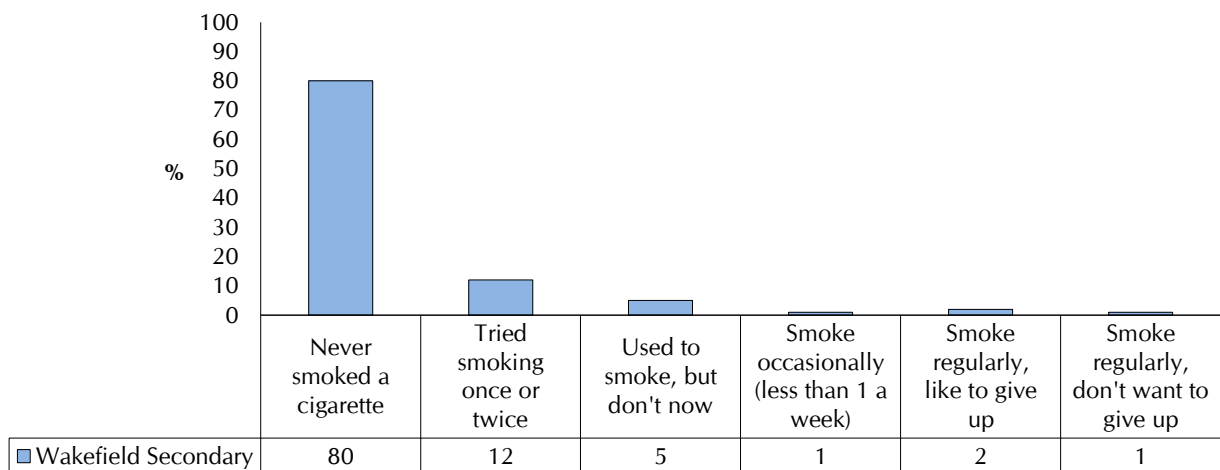 100
90
80
70
60
50
40
30
20
10
0
%
Never
smoked a
cigarette
Tried
smoking
once or
twice
Used to
smoke, but
don't now
Smoke
occasionally
(less than 1 a
week)
Smoke
regularly,
like to give
up
Smoke
regularly,
don't want to
give up
Wakefield Secondary 80 12 5 1 2 1